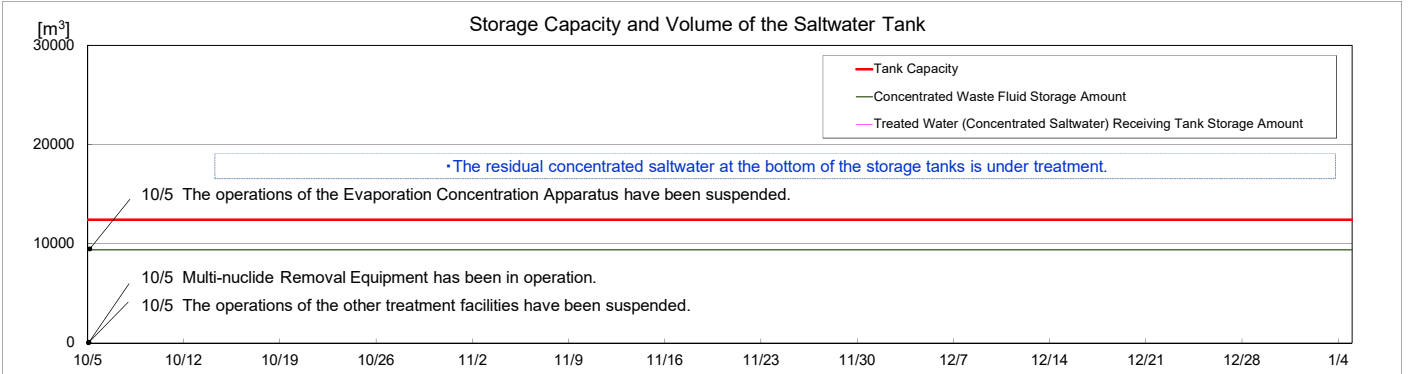 Storage Capacity and Volume of the Saltwater Tank
[m³]
30000
Tank Capacity
Concentrated Waste Fluid Storage Amount
Treated Water (Concentrated Saltwater) Receiving Tank Storage Amount
20000
・The residual concentrated saltwater at the bottom of the storage tanks is under treatment.
10/5 The operations of the Evaporation Concentration Apparatus have been suspended.
10000
10/5 Multi-nuclide Removal Equipment has been in operation.
10/5 The operations of the other treatment facilities have been suspended.
0
10/5 10/12 10/19 10/26 11/2 11/9 11/16 11/23 11/30 12/7 12/14 12/21 12/28 1/4